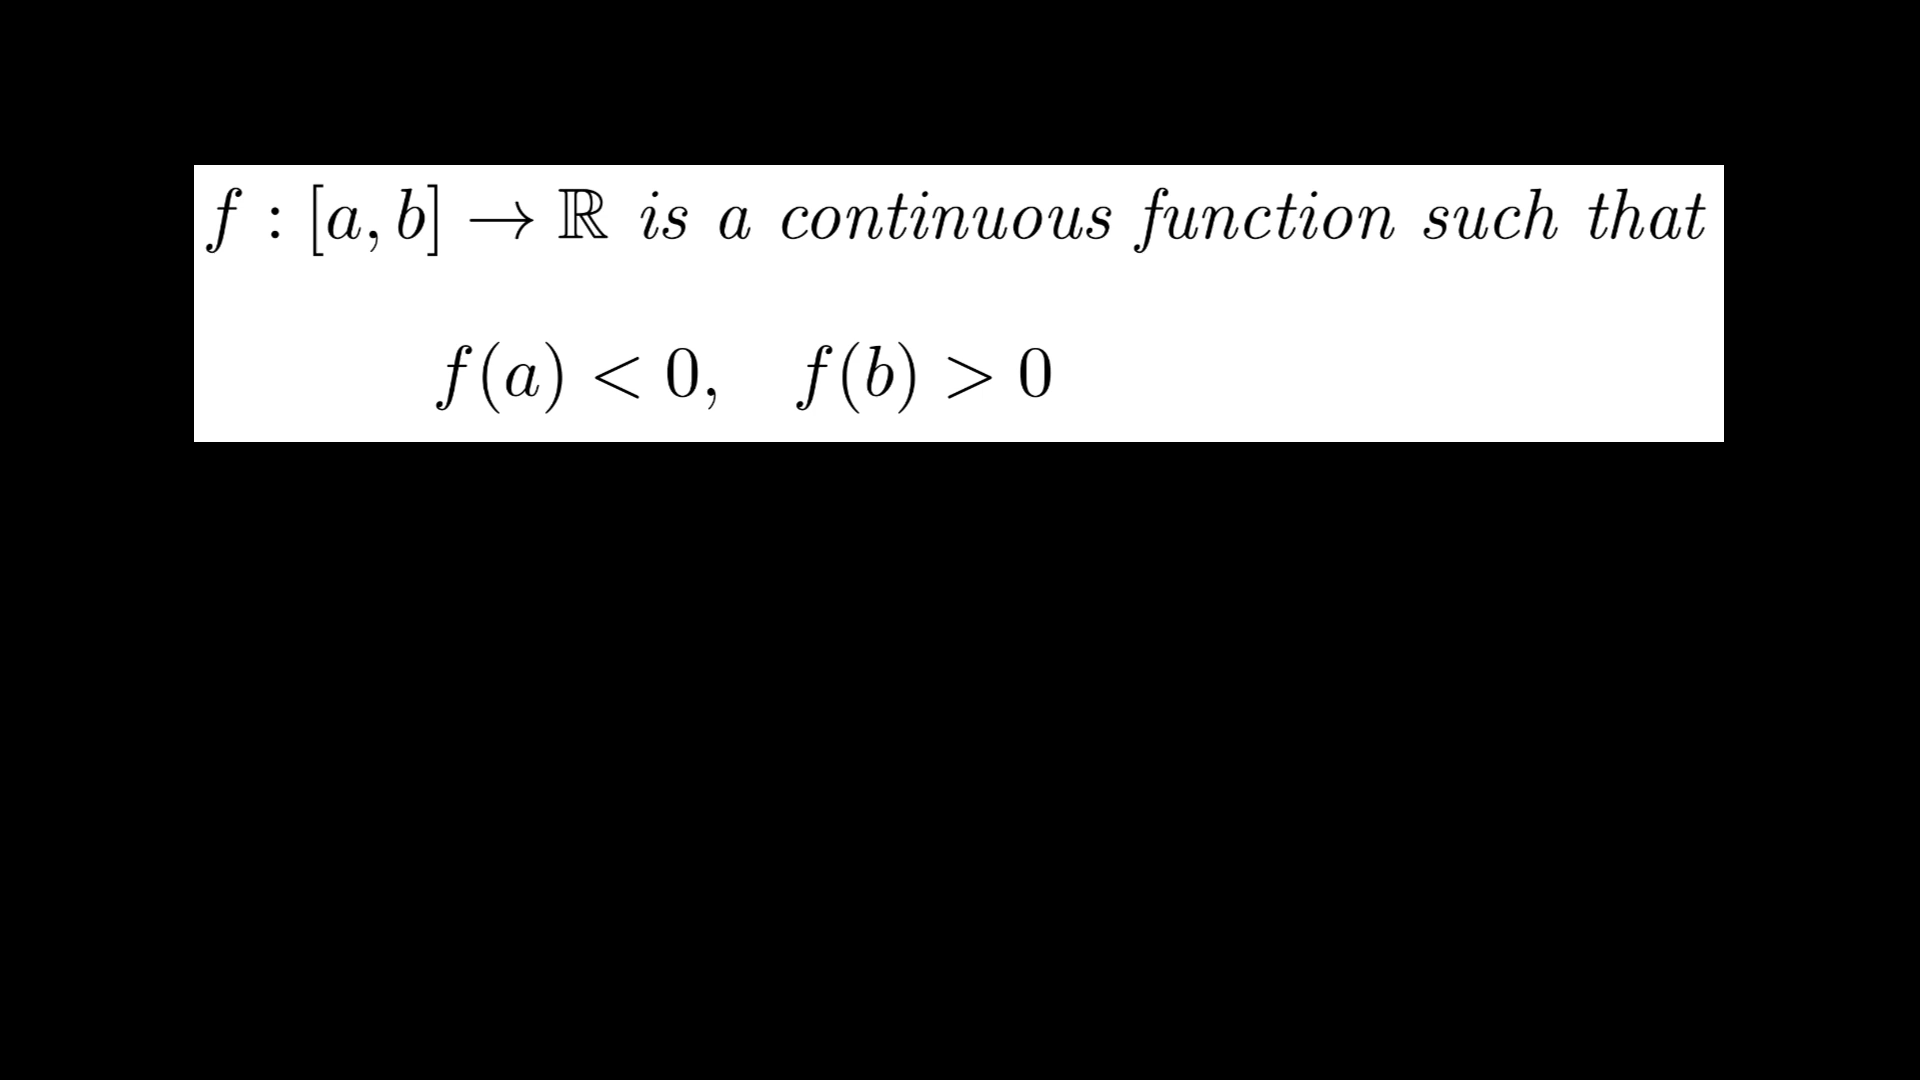 f : [a, b] → ℝ is a continuous function such that
f(a) < 0, f(b) > 0